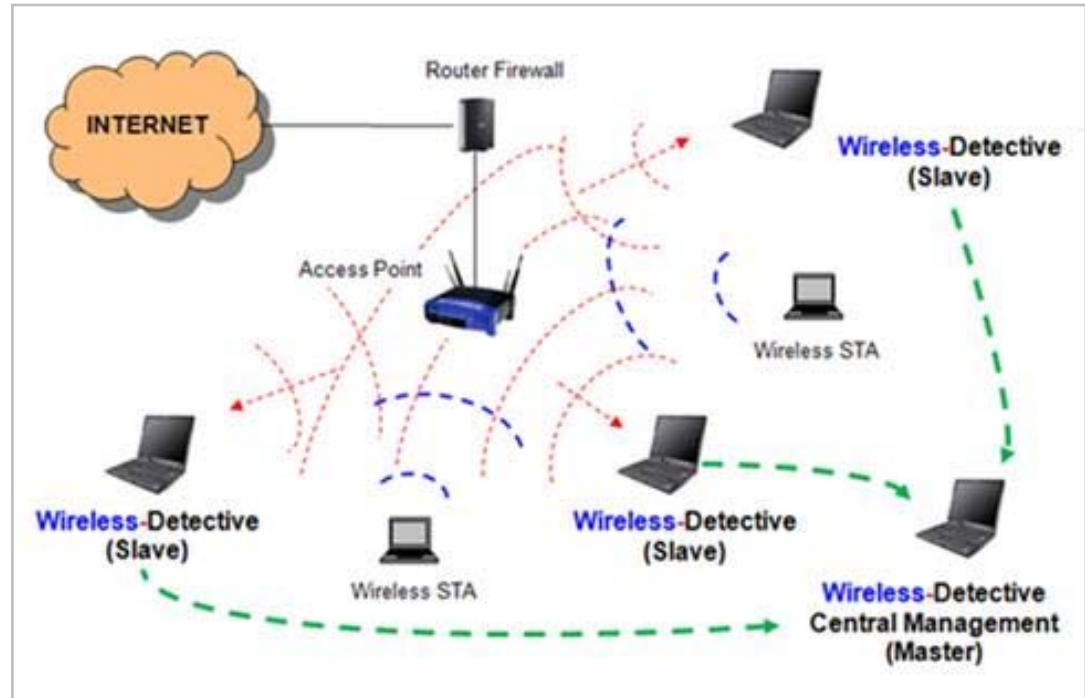 Router Firewall
INTERNET
Wireless-Detective
(Slave)
Access Point
Wireless STA
Wireless-Detective
(Slave)
Wireless-Detective
(Slave)
Wireless STA
Wireless-Detective
Central Management
(Master)